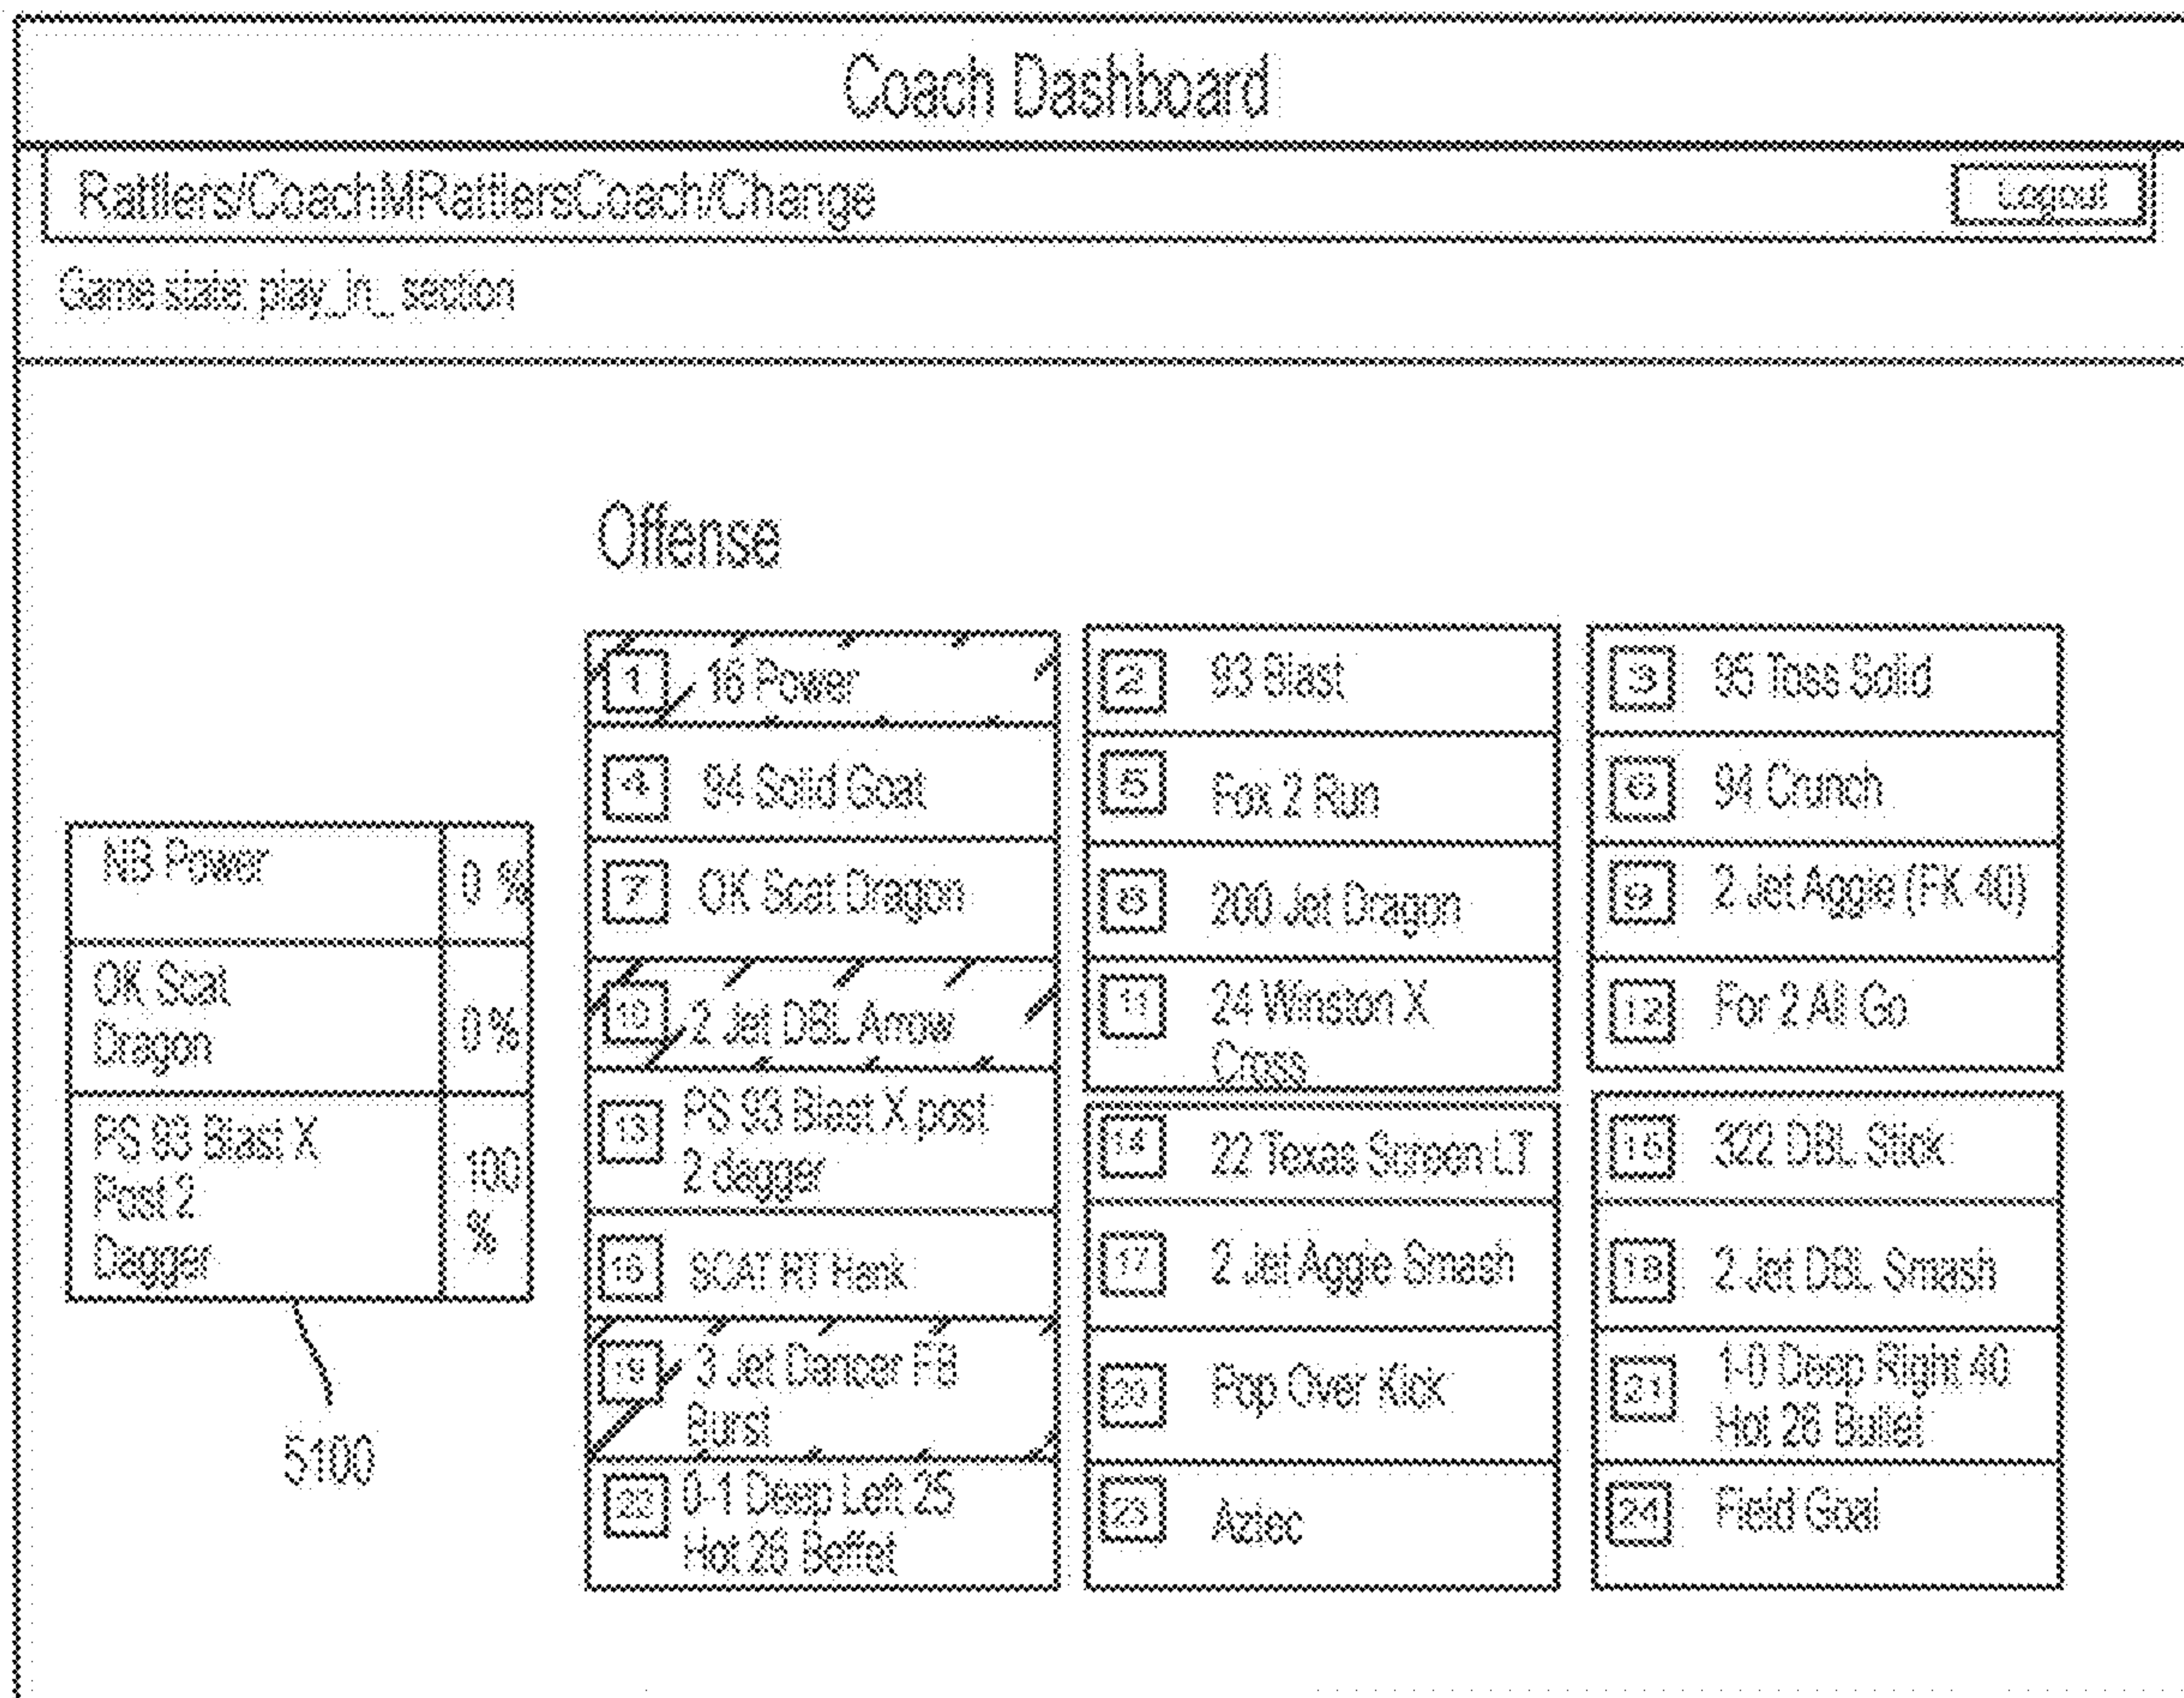 Coach Dashboard
Rattlers/CoachMRattlersCoach/Change
Logout
Game state: play_in_ section
Offense
NB Power
0 %
OK Scat
Dragon
0 %
PS 93 Blast X
Post 2
Dagger
100
%
5100
1 16 Power
2 93 Blast
3 95 Toss Solid
4 94 Solid Goat
5 Fox 2 Run
6 94 Crunch
7 OK Scat Dragon
8 200 Jet Dragon
9 2 Jet Aggie (FK 40)
10 2 Jet DBL Arrow
11 24 Winston X
Cross
12 For 2 All Go
13 PS 93 Blast X post
2 dagger
14 22 Texas Screen LT
15 322 DBL Stick
16 SCAT RT Hank
17 2 Jet Aggie Smash
18 2 Jet DBL Smash
19 3 Jet Dancer FB
Burst
20 Pop Over Kick
21 1-0 Deep Right 40
Hot 28 Bullet
22 0-1 Deep Left 25
Hot 28 Beffet
23 Aztec
24 Field Goal